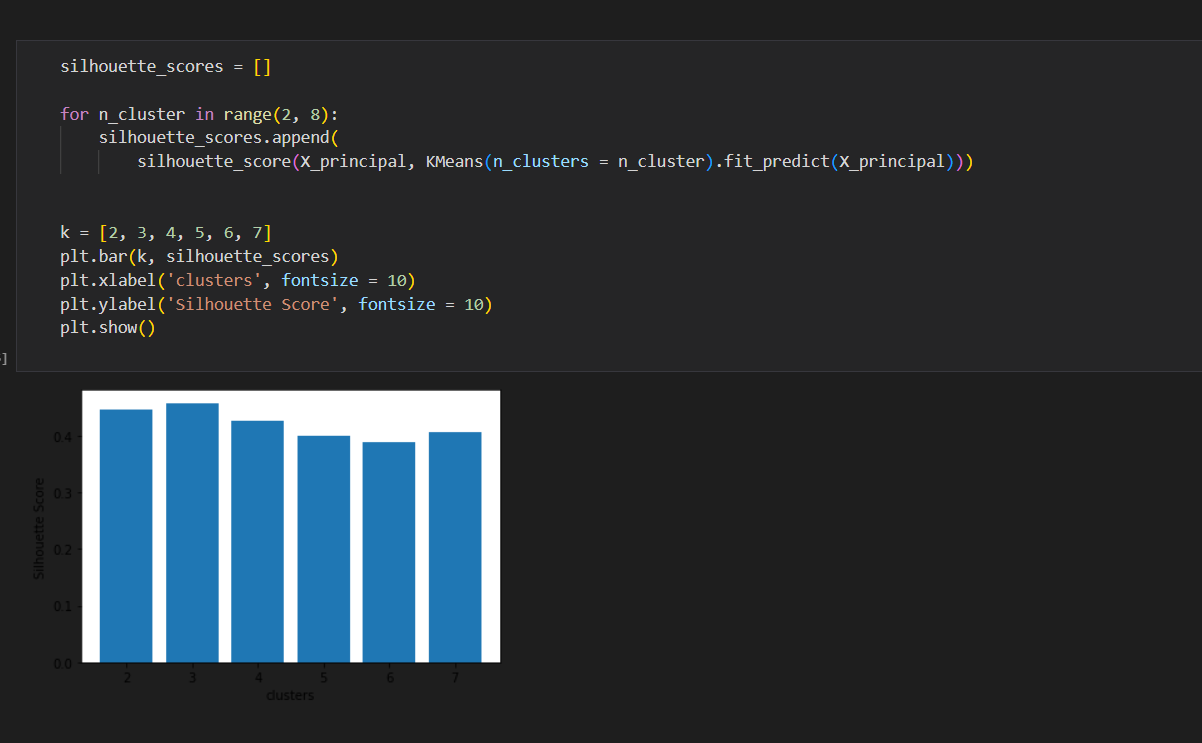 silhouette_scores = []
for n_cluster in range(2, 8):
silhouette_scores.append(
silhouette_score(X_principal, KMeans(n_clusters = n_cluster).fit_predict(X_principal)))
k = [2, 3, 4, 5, 6, 7]
plt.bar(k, silhouette_scores)
plt.xlabel('clusters', fontsize = 10)
plt.ylabel('Silhouette Score', fontsize = 10)
plt.show()
]
Silhouette Score
0.4
0.3
0.2
0.1
0.0
2 3 4 5 6 7
clusters